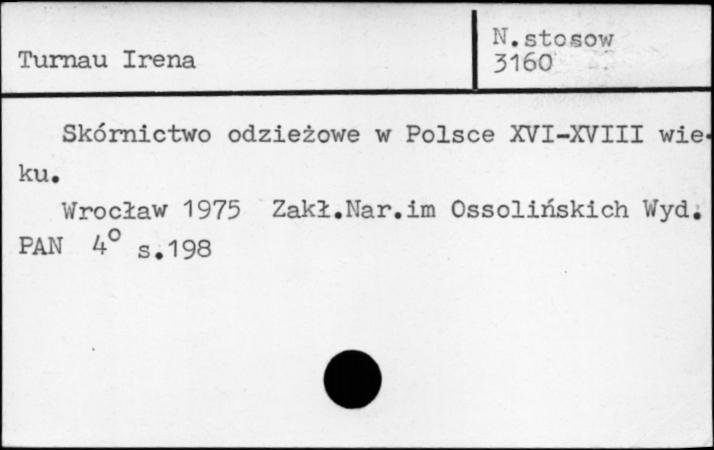 Turnau Irena
N.stosow
3160
Skórnictwo odzieżowe w Polsce XVI-XVIII wie-
ku.
Wrocław 1975 Zakł.Nar.im Ossolińskich Wyd.
PAN 4° s.198